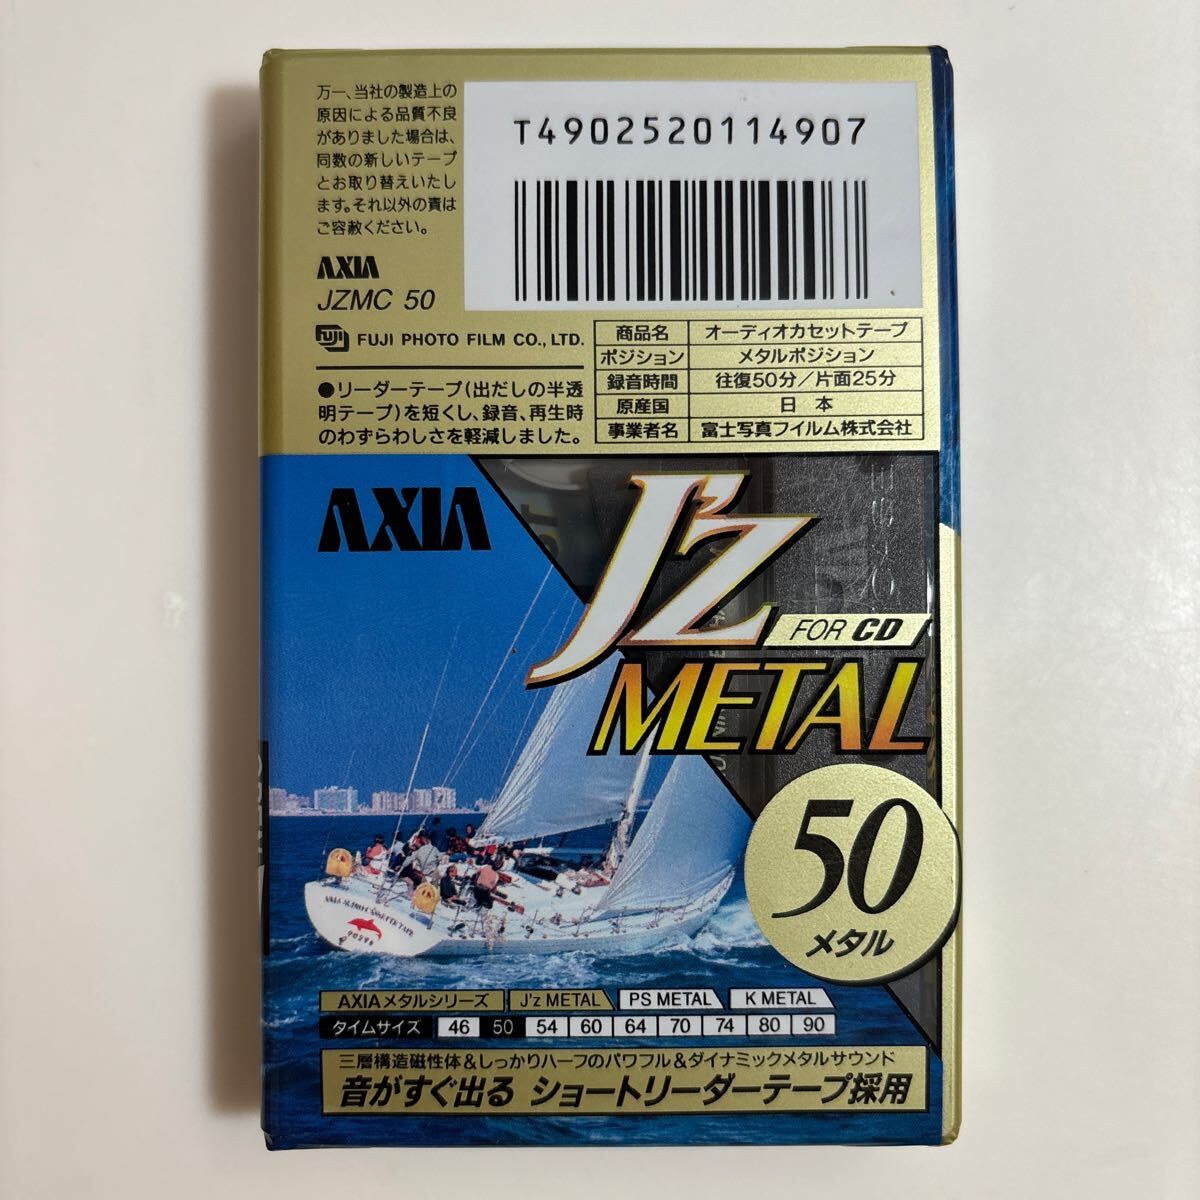 万一、当社の製造上の
原因による品質不良
がありました場合は、
同数の新しいテープ
とお取り替えいたし
ます。それ以外の責は
ご容赦ください。
T4902520114907
AXIA
JZMC 50
FUJI FUJI PHOTO FILM CO., LTD.
●リーダーテープ(出だしの半透
明テープ)を短くし、録音、再生時
のわずらわしさを軽減しました。
商品名 オーディオカセットテープ
ポジション メタルポジション
録音時間 往復50分/片面25分
原産国 日本
事業者名 富士写真フイルム株式会社
AXIA
J'z
FOR CD
METAL
50
メタル
AXIA AUDIO CASSETTE TAPE
AXIAメタルシリーズ J'z METAL PS METAL K METAL
タイムサイズ 46 50 54 60 64 70 74 80 90
三層構造磁性体&しっかりハーフのパワフル&ダイナミックメタルサウンド
音がすぐ出る ショートリーダーテープ採用